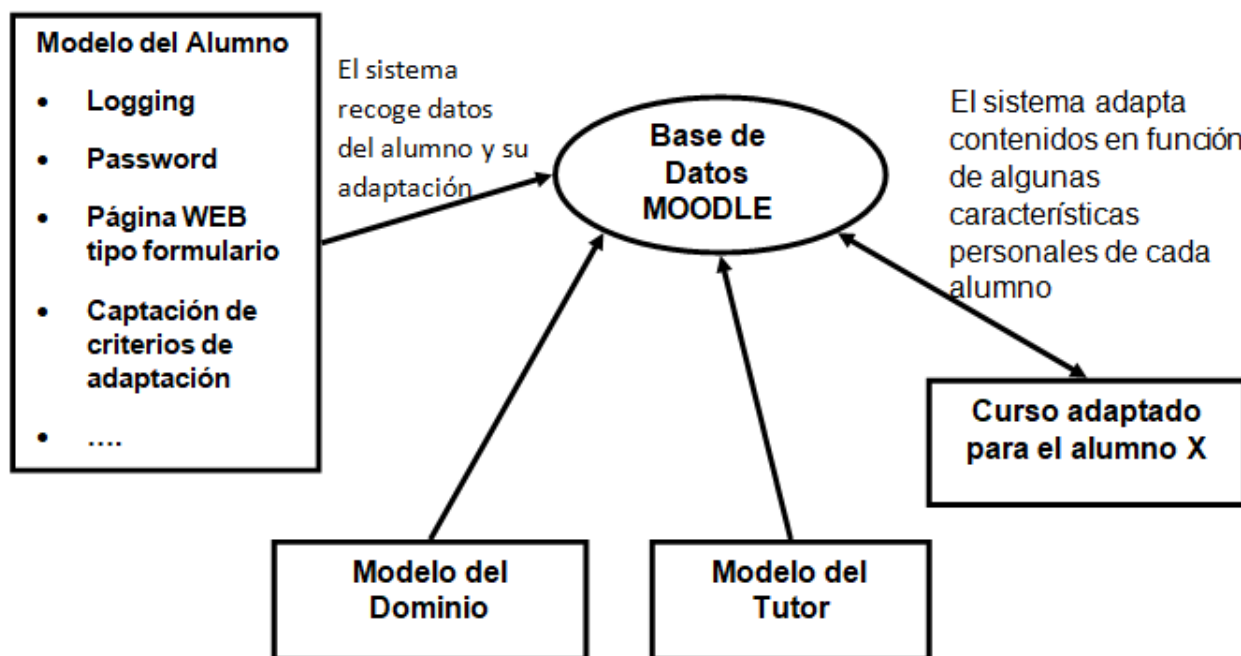 Modelo del Alumno
• Logging
• Password
• Página WEB
tipo formulario
• Captación de
criterios de
adaptación
• ....
El sistema
recoge datos
del alumno y su
adaptación
Base de
Datos
MOODLE
El sistema adapta
contenidos en función
de algunas
características
personales de cada
alumno
Curso adaptado
para el alumno X
Modelo del
Dominio
Modelo del
Tutor